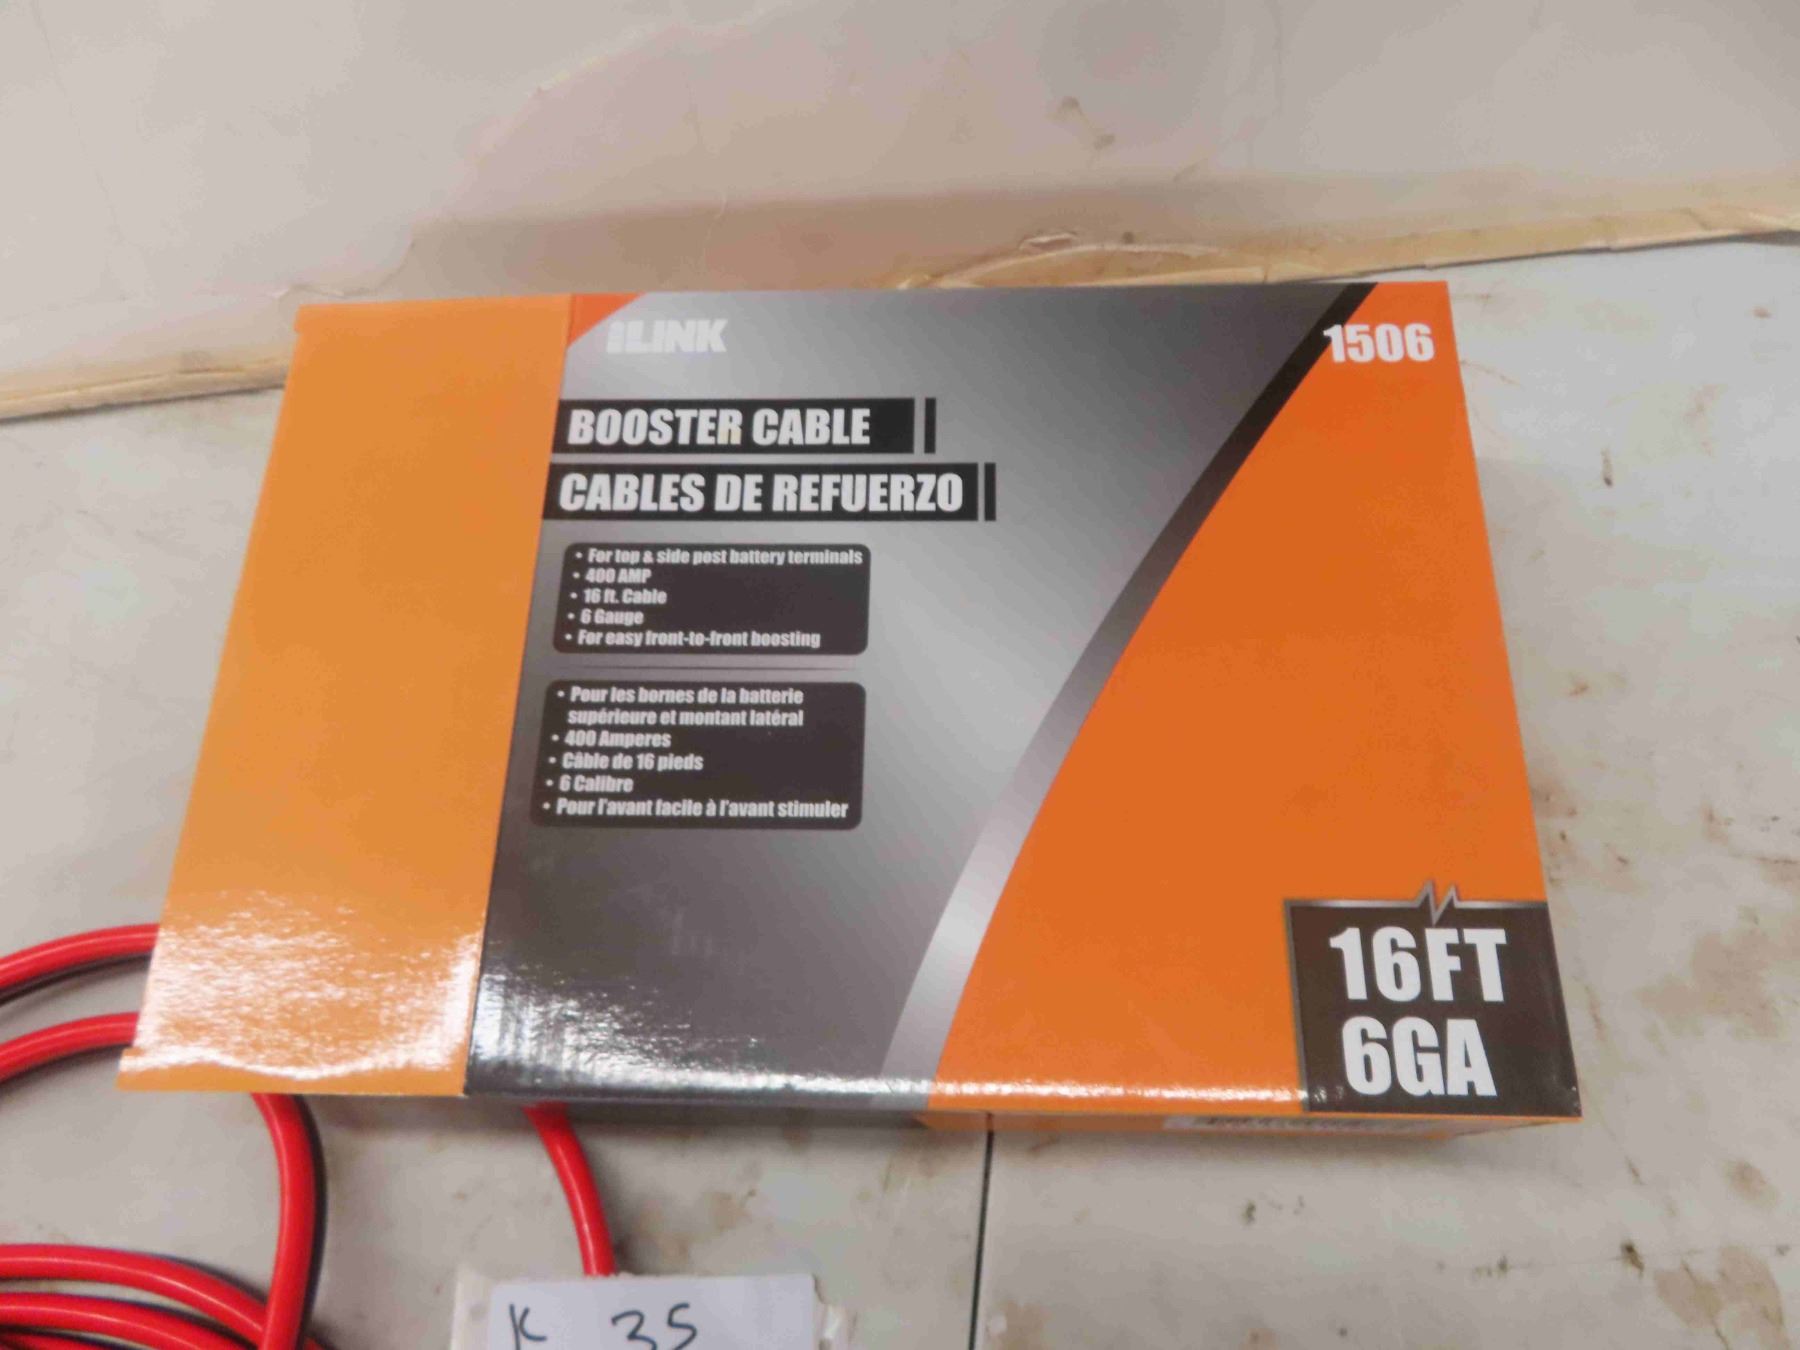 LINK
1506
BOOSTER CABLE
CABLES DE REFUERZO
• For top & side post battery terminals
• 400 AMP
• 16 ft. Cable
• 6 Gauge
• For easy front-to-front boosting
• Pour les bornes de la batterie
supérieure et montant latéral
• 400 Amperes
• Câble de 16 pieds
• 6 Calibre
• Pour l'avant facile à l'avant stimuler
16FT
6GA
K 35